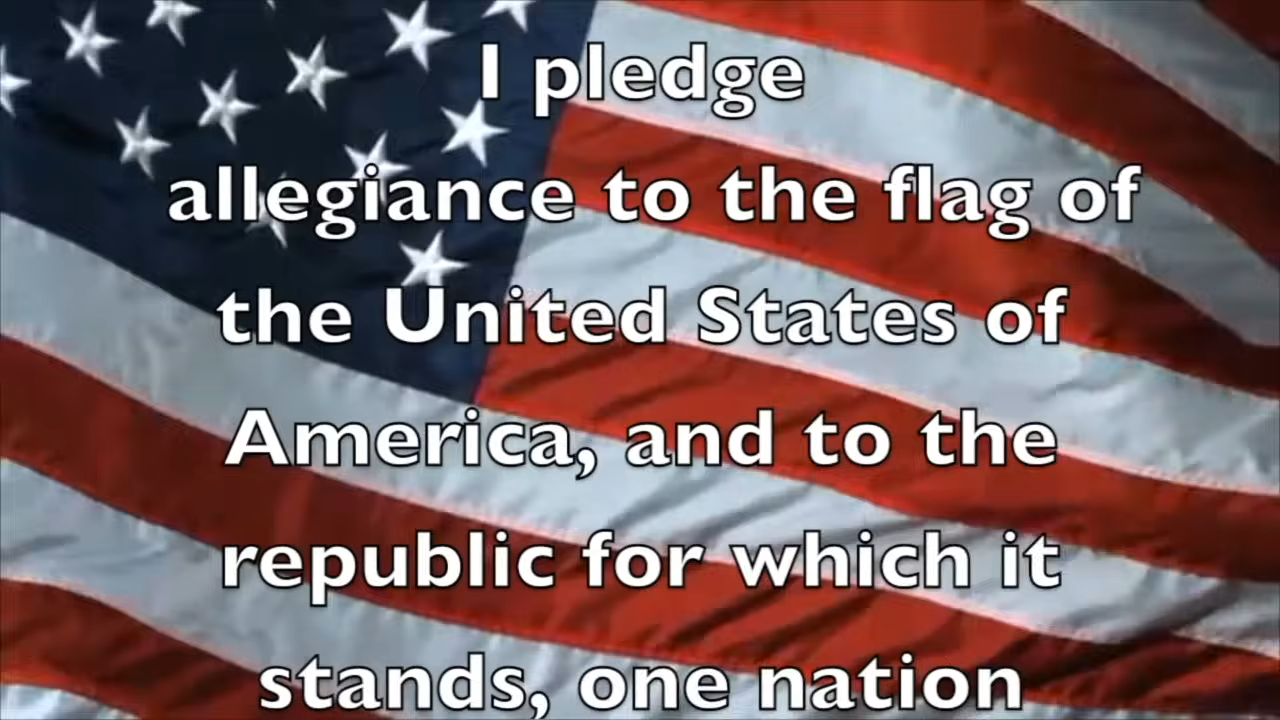 I pledge
allegiance to the flag of
the United States of
America, and to the
republic for which it
stands, one nation